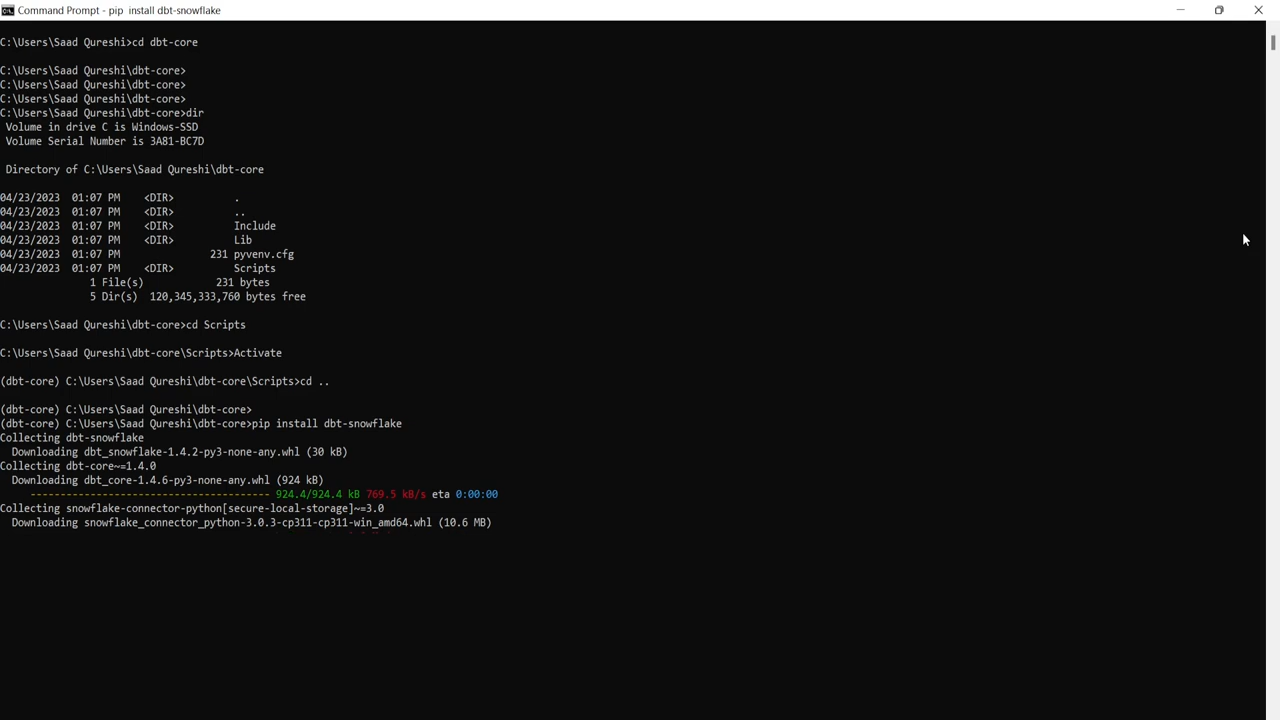 Command Prompt - pip  install dbt-snowflake
C:\Users\Saad Qureshi>cd dbt-core
C:\Users\Saad Qureshi\dbt-core>
C:\Users\Saad Qureshi\dbt-core>
C:\Users\Saad Qureshi\dbt-core>
C:\Users\Saad Qureshi\dbt-core>dir
 Volume in drive C is Windows-SSD
 Volume Serial Number is 3A81-BC7D
 Directory of C:\Users\Saad Qureshi\dbt-core
04/23/2023  01:07 PM    <DIR>          .
04/23/2023  01:07 PM    <DIR>          ..
04/23/2023  01:07 PM    <DIR>          Include
04/23/2023  01:07 PM    <DIR>          Lib
04/23/2023  01:07 PM               231 pyvenv.cfg
04/23/2023  01:07 PM    <DIR>          Scripts
               1 File(s)            231 bytes
               5 Dir(s)  120,345,333,760 bytes free
C:\Users\Saad Qureshi\dbt-core>cd Scripts
C:\Users\Saad Qureshi\dbt-core\Scripts>Activate
(dbt-core) C:\Users\Saad Qureshi\dbt-core\Scripts>cd ..
(dbt-core) C:\Users\Saad Qureshi\dbt-core>
(dbt-core) C:\Users\Saad Qureshi\dbt-core>pip install dbt-snowflake
Collecting dbt-snowflake
  Downloading dbt_snowflake-1.4.2-py3-none-any.whl (30 kB)
Collecting dbt-core~=1.4.0
  Downloading dbt_core-1.4.6-py3-none-any.whl (924 kB)
     ---------------------------------------- 924.4/924.4 kB 769.5 kB/s eta 0:00:00
Collecting snowflake-connector-python[secure-local-storage]~=3.0
  Downloading snowflake_connector_python-3.0.3-cp311-cp311-win_amd64.whl (10.6 MB)